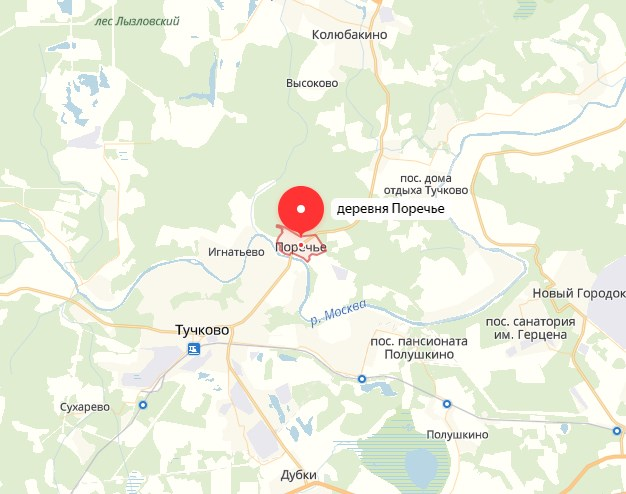 лес Лызловский
Колюбакино
Высоково
пос. дома
отдыха Тучково
деревня Поречье
Поречье
Игнатьево
Новый Городок
р. Москва
пос. санатория
им. Герцена
Тучково
пос. пансионата
Полушкино
Сухарево
Полушкино
Дубки